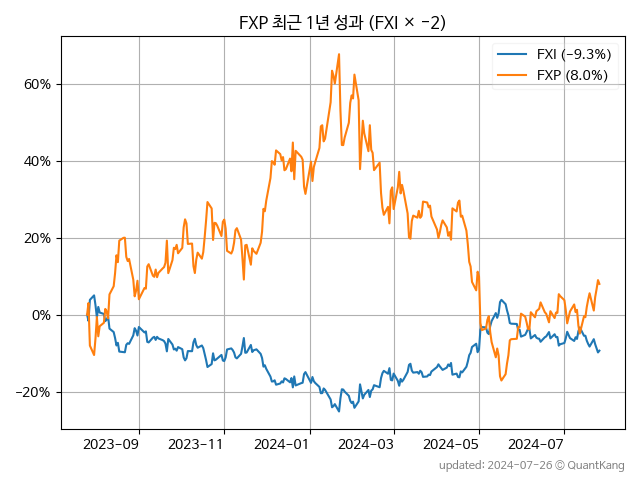 FXP 최근 1년 성과 (FXI × −2)
FXI (−9.3%)
FXP (8.0%)
60%
40%
20%
0%
−20%
2023−09
2023−11
2024−01
2024−03
2024−05
2024−07
updated: 2024-07-26 © QuantKang